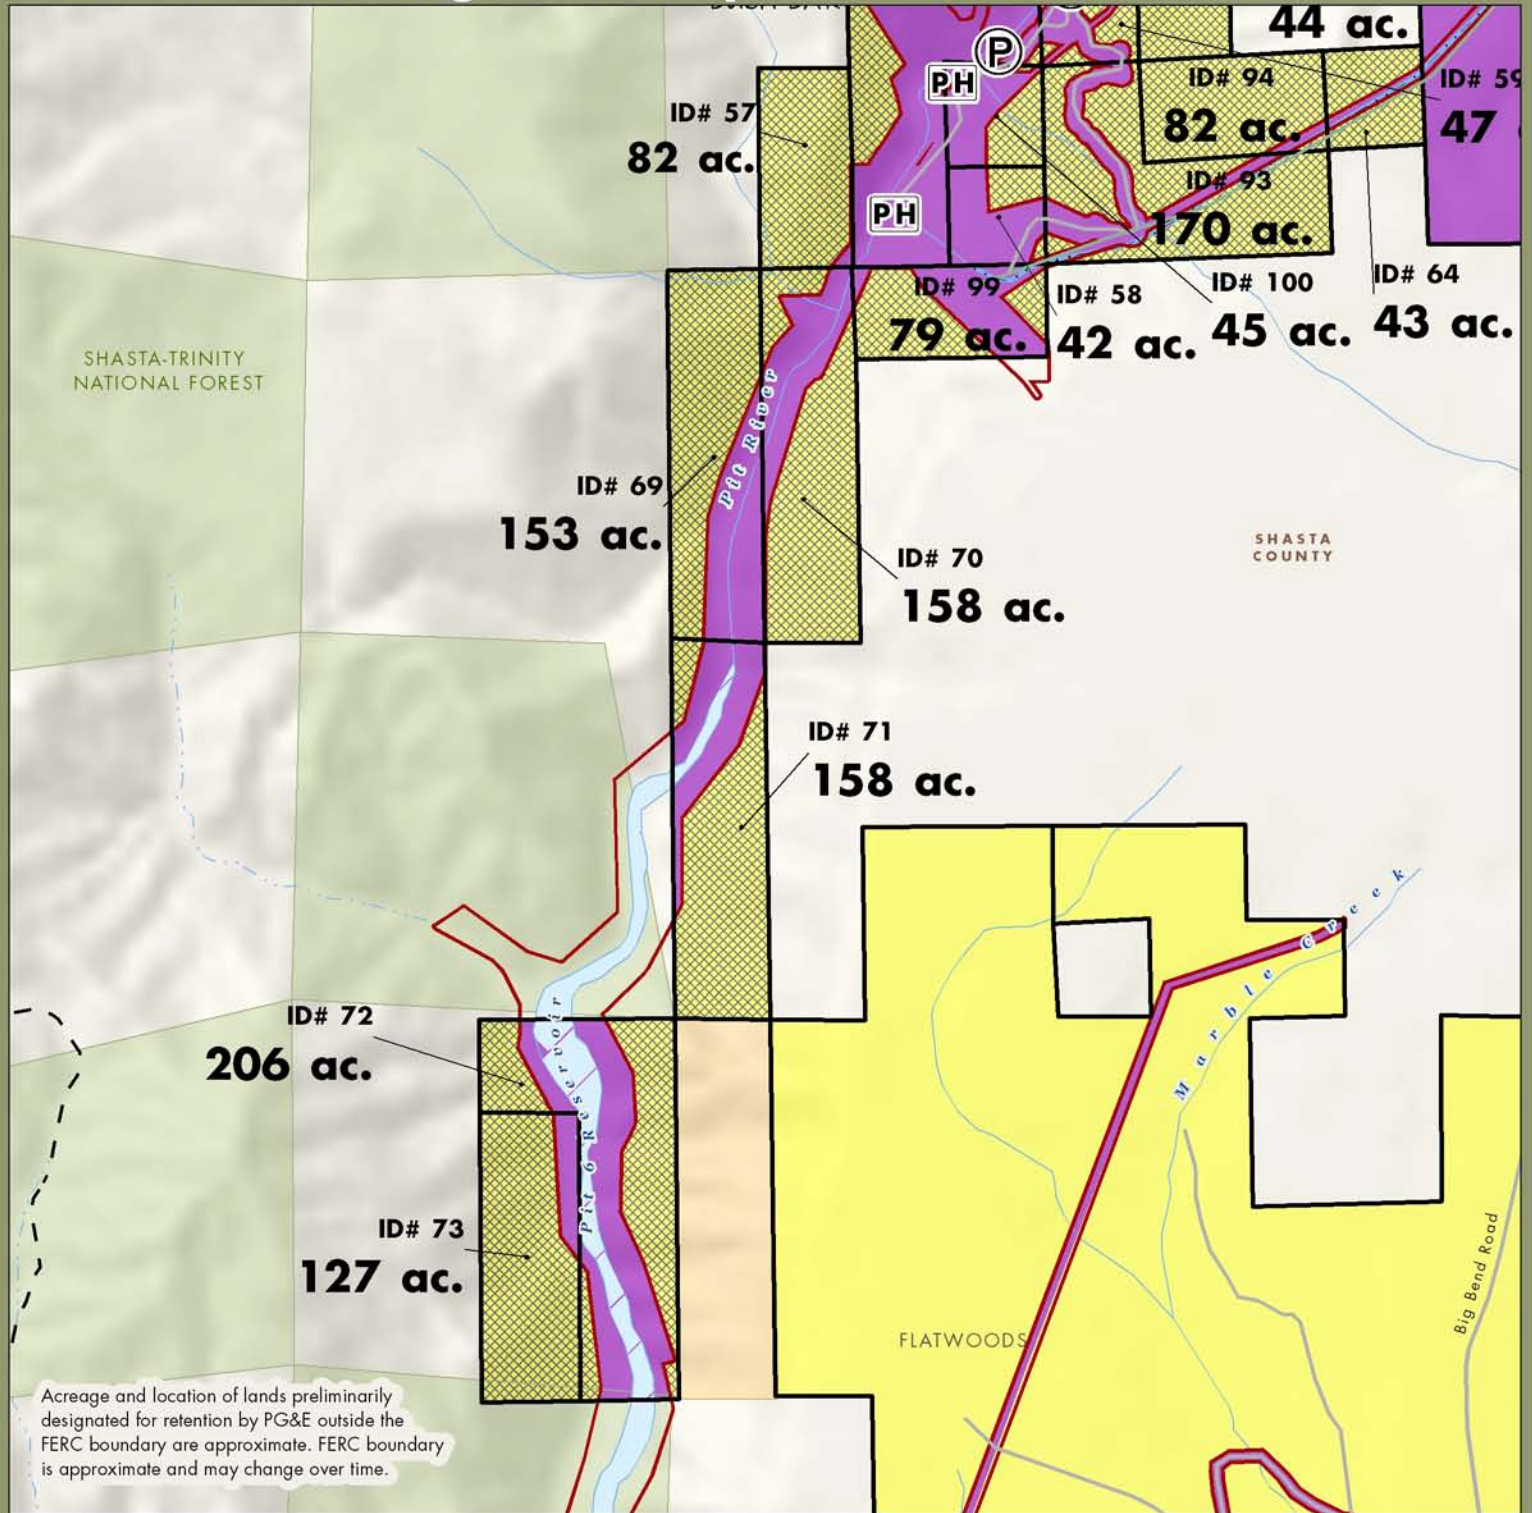 44 ac.
P
PH
ID# 94
82 ac.
ID# 59
47
ID# 57
82 ac.
ID# 93
170 ac.
PH
ID# 99
79 ac.
ID# 58
42 ac.
ID# 100
45 ac.
ID# 64
43 ac.
SHASTA-TRINITY
NATIONAL FOREST
Pit River
ID# 69
153 ac.
ID# 70
158 ac.
SHASTA
COUNTY
ID# 71
158 ac.
Marble Creek
ID# 72
206 ac.
Pit 6 Reservoir
ID# 73
127 ac.
Big Bend Road
FLATWOODS
Acreage and location of lands preliminarily
designated for retention by PG&E outside the
FERC boundary are approximate. FERC boundary
is approximate and may change over time.